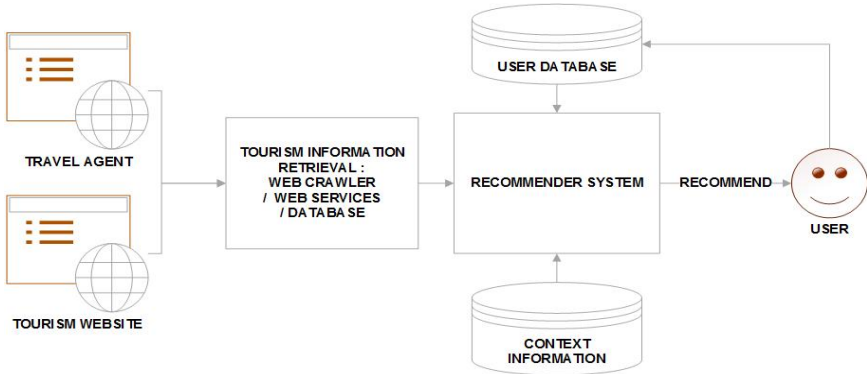 USER DATABASE
TRAVEL AGENT
TOURISM INFORMATION
RETRIEVAL :
WEB CRAWLER
/ WEB SERVICES
/ DATABASE
RECOMMENDER SYSTEM
RECOMMEND
USER
TOURISM WEBSITE
CONTEXT
INFORMATION